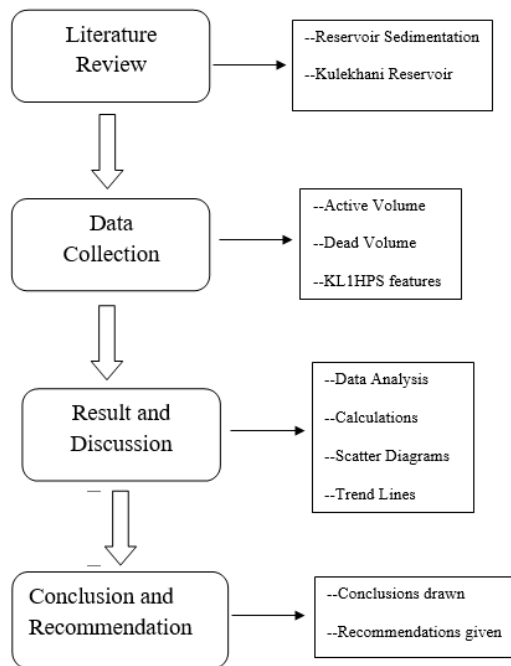 Literature
Review
--Reservoir Sedimentation
--Kulekhani Reservoir
Data
Collection
--Active Volume
--Dead Volume
--KL1HPS features
Result and
Discussion
--Data Analysis
--Calculations
--Scatter Diagrams
--Trend Lines
Conclusion and
Recommendation
--Conclusions drawn
--Recommendations given